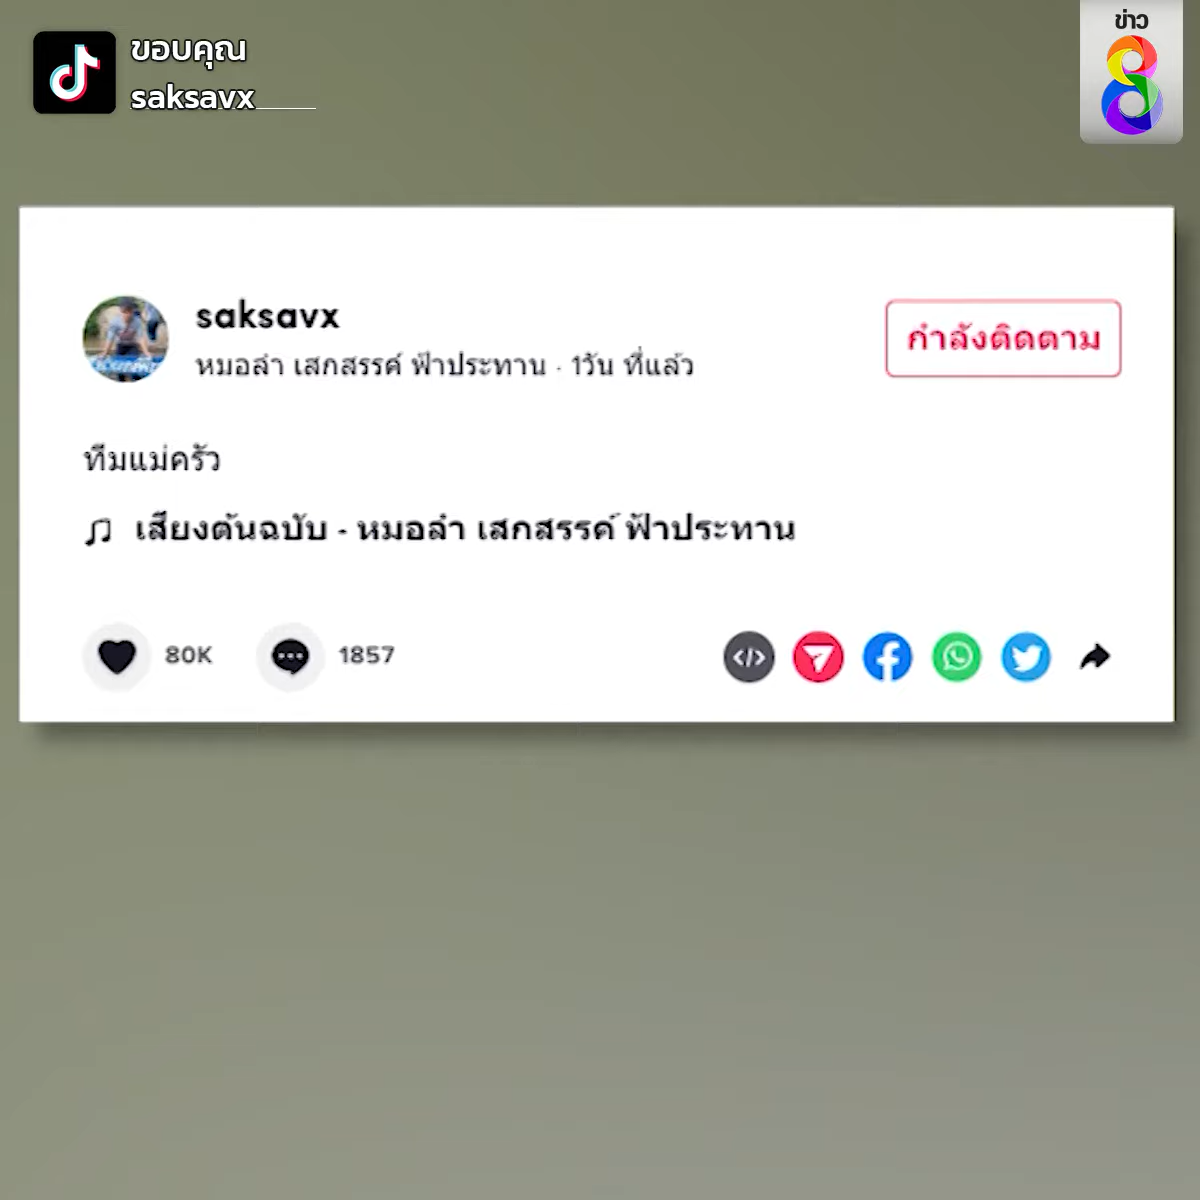 ขอบคุณ
saksavx____
ข่าว
8
saksavx
หมอลำ เสกสรรค์ ฟ้าประทาน · 1วัน ที่แล้ว
กำลังติดตาม
ทีมแม่ครัว
เสียงต้นฉบับ - หมอลำ เสกสรรค์ ฟ้าประทาน
80K
1857